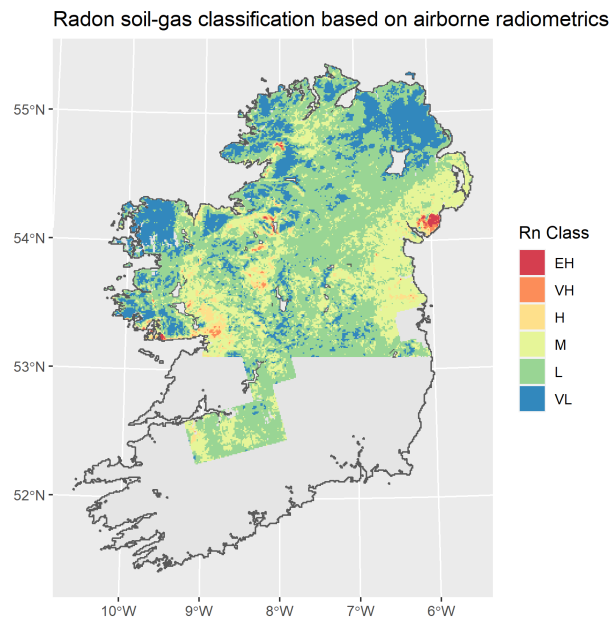 Radon soil-gas classification based on airborne radiometrics
55°N
54°N
53°N
52°N
10°W
9°W
8°W
7°W
6°W
Rn Class
EH
VH
H
M
L
VL